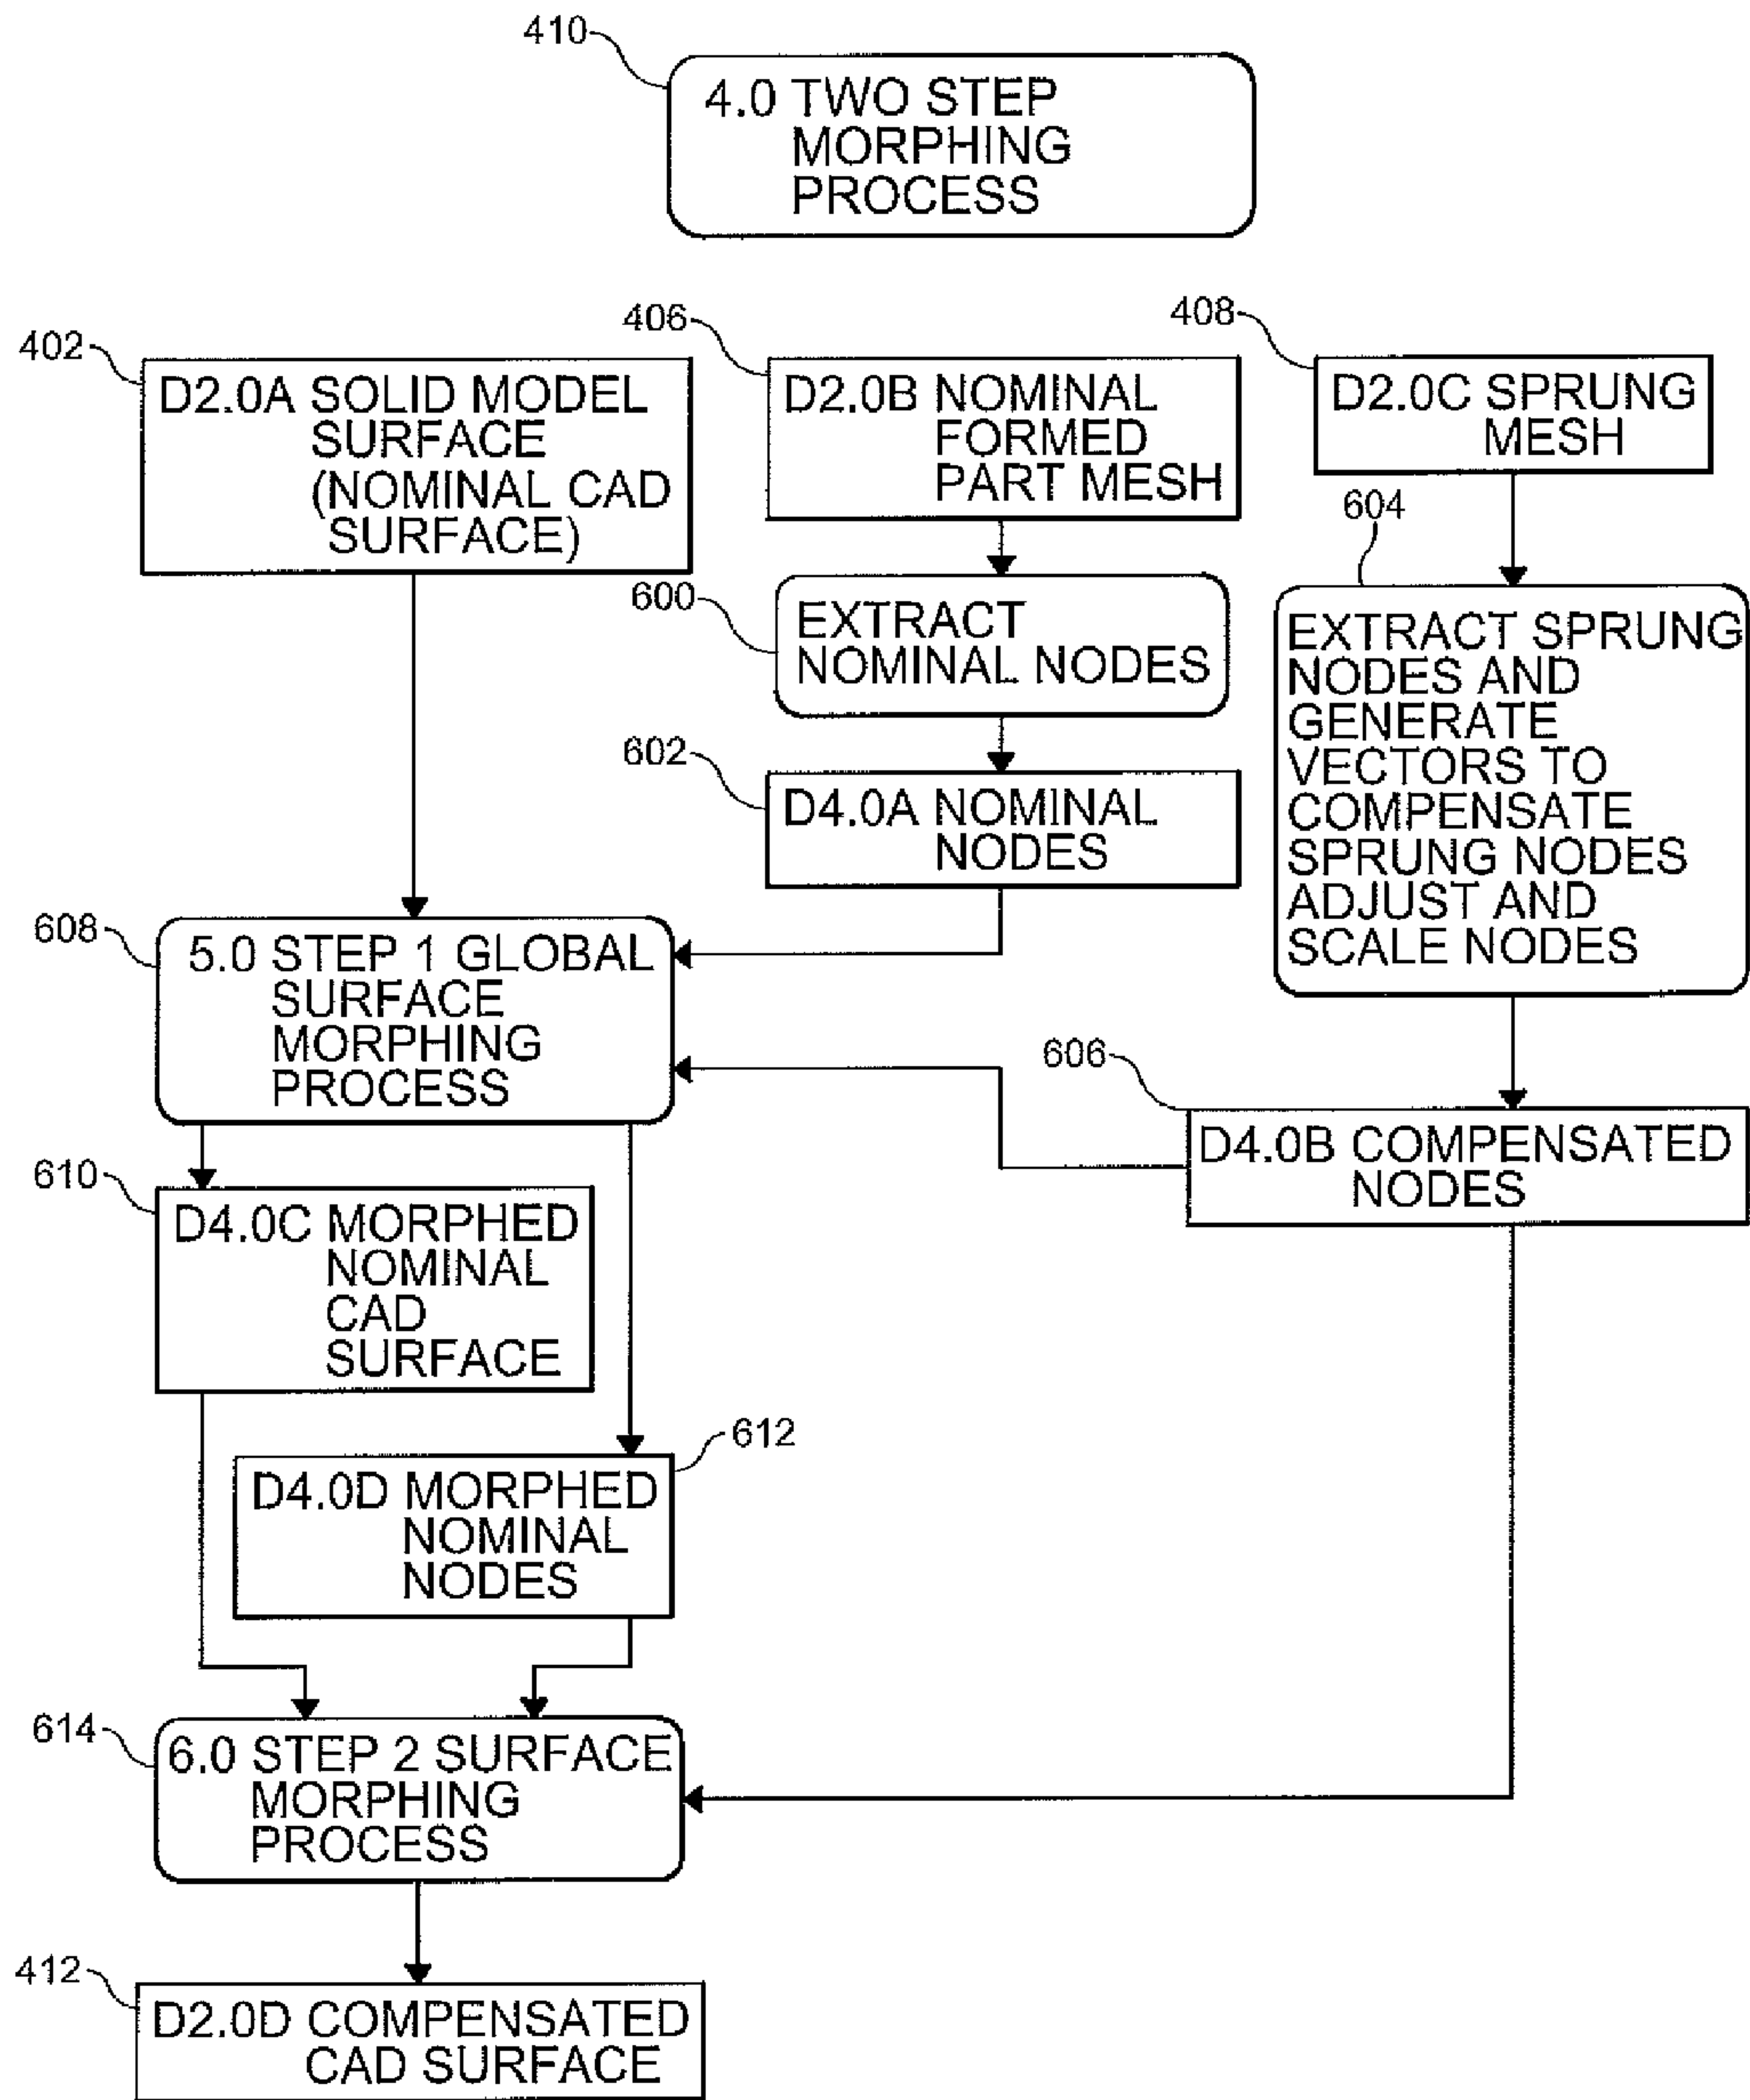 410
4.0 TWO STEP
MORPHING
PROCESS
402
D2.0A SOLID MODEL
SURFACE
(NOMINAL CAD
SURFACE)
406
D2.0B NOMINAL
FORMED
PART MESH
408
D2.0C SPRUNG
MESH
600
EXTRACT
NOMINAL NODES
604
EXTRACT SPRUNG
NODES AND
GENERATE
VECTORS TO
COMPENSATE
SPRUNG NODES
ADJUST AND
SCALE NODES
602
D4.0A NOMINAL
NODES
608
5.0 STEP 1 GLOBAL
SURFACE
MORPHING
PROCESS
606
D4.0B COMPENSATED
NODES
610
D4.0C MORPHED
NOMINAL
CAD
SURFACE
612
D4.0D MORPHED
NOMINAL
NODES
614
6.0 STEP 2 SURFACE
MORPHING
PROCESS
412
D2.0D COMPENSATED
CAD SURFACE